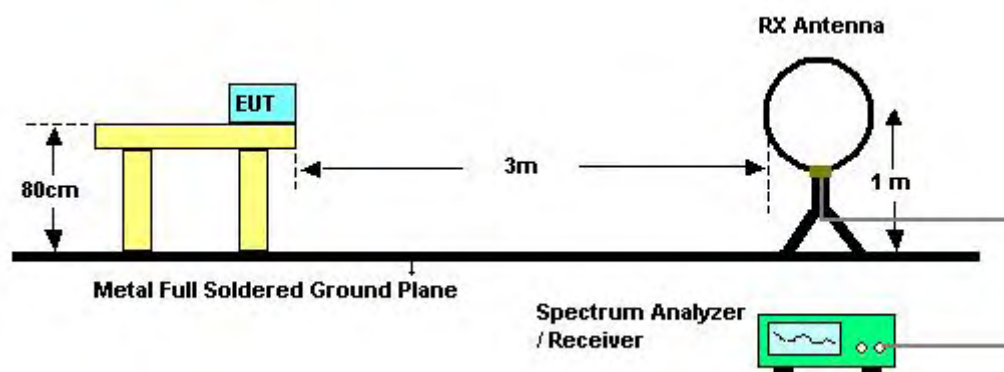 RX Antenna
EUT
3m
80cm
1 m
Metal Full Soldered Ground Plane
Spectrum Analyzer
/ Receiver